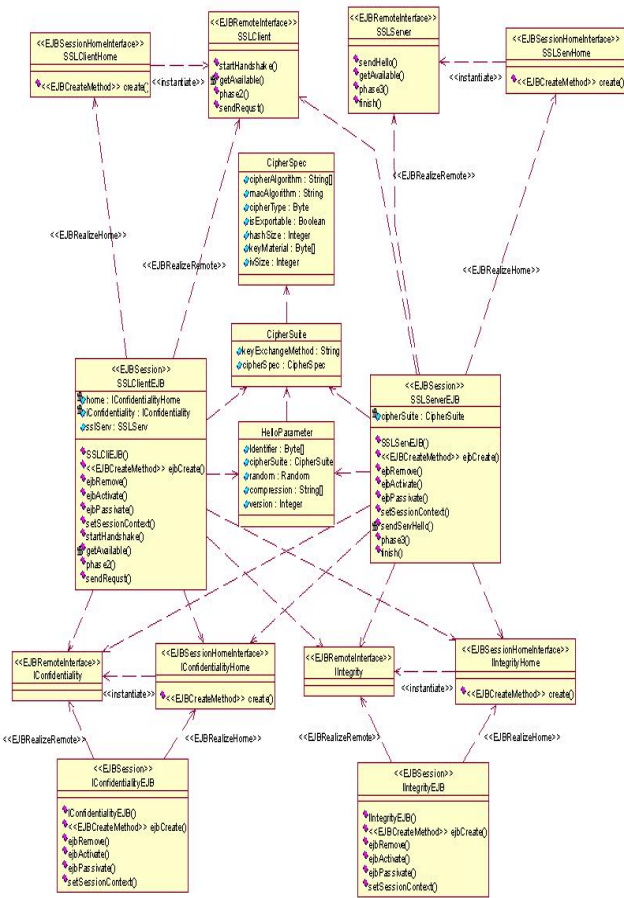 <<EJBSessionHomeInterface>>
SSLClientHome
<<EJBCreateMethod>> create()
<<instantiate>>
<<EJBRemoteInterface>>
SSLClient
startHandshake()
getAvailable()
phase2()
sendRequst()
<<EJBRemoteInterface>>
SSLServer
sendHello()
getAvailable()
phase3()
finish()
<<instantiate>>
<<EJBSessionHomeInterface>>
SSLServHome
<<EJBCreateMethod>> create()
CipherSpec
cipherAlgorithm : String[]
macAlgorithm : String
cipherType : Byte
isExportable : Boolean
hashSize : Integer
keyMaterial : Byte[]
ivSize : Integer
<<EJBRealizeRemote>>
<<EJBRealizeHome>>
<<EJBRealizeRemote>>
<<EJBRealizeHome>>
CipherSuite
keyExchangeMethod : String
cipherSpec : CipherSpec
<<EJBSession>>
SSLClientEJB
home : IConfidentialityHome
iConfidentiality : IConfidentiality
sslServ : SSLServ
SSLCliEJB()
<<EJBCreateMethod>> ejbCreate()
ejbRemove()
ejbActivate()
ejbPassivate()
setSessionContext()
startHandshake()
getAvailable()
phase2()
sendRequst()
HelloParameter
Identifier : Byte[]
cipherSuite : CipherSuite
random : Random
compression : String[]
version : Integer
<<EJBSession>>
SSLServerEJB
cipherSuite : CipherSuite
SSLServEJB()
<<EJBCreateMethod>> ejbCreate()
ejbRemove()
ejbActivate()
ejbPassivate()
setSessionContext()
sendServHello()
phase3()
finish()
<<EJBRemoteInterface>>
IConfidentiality
<<instantiate>>
<<EJBSessionHomeInterface>>
IConfidentialityHome
<<EJBCreateMethod>> create()
<<EJBRemoteInterface>>
IIntegrity
<<instantiate>>
<<EJBSessionHomeInterface>>
IIntegrityHome
<<EJBCreateMethod>> create()
<<EJBRealizeRemote>>
<<EJBRealizeHome>>
<<EJBRealizeRemote>>
<<EJBRealizeHome>>
<<EJBSession>>
IConfidentialityEJB
IConfidentialityEJB()
<<EJBCreateMethod>> ejbCreate()
ejbRemove()
ejbActivate()
ejbPassivate()
setSessionContext()
<<EJBSession>>
IIntegrityEJB
IIntegrityEJB()
<<EJBCreateMethod>> ejbCreate()
ejbRemove()
ejbActivate()
ejbPassivate()
setSessionContext()